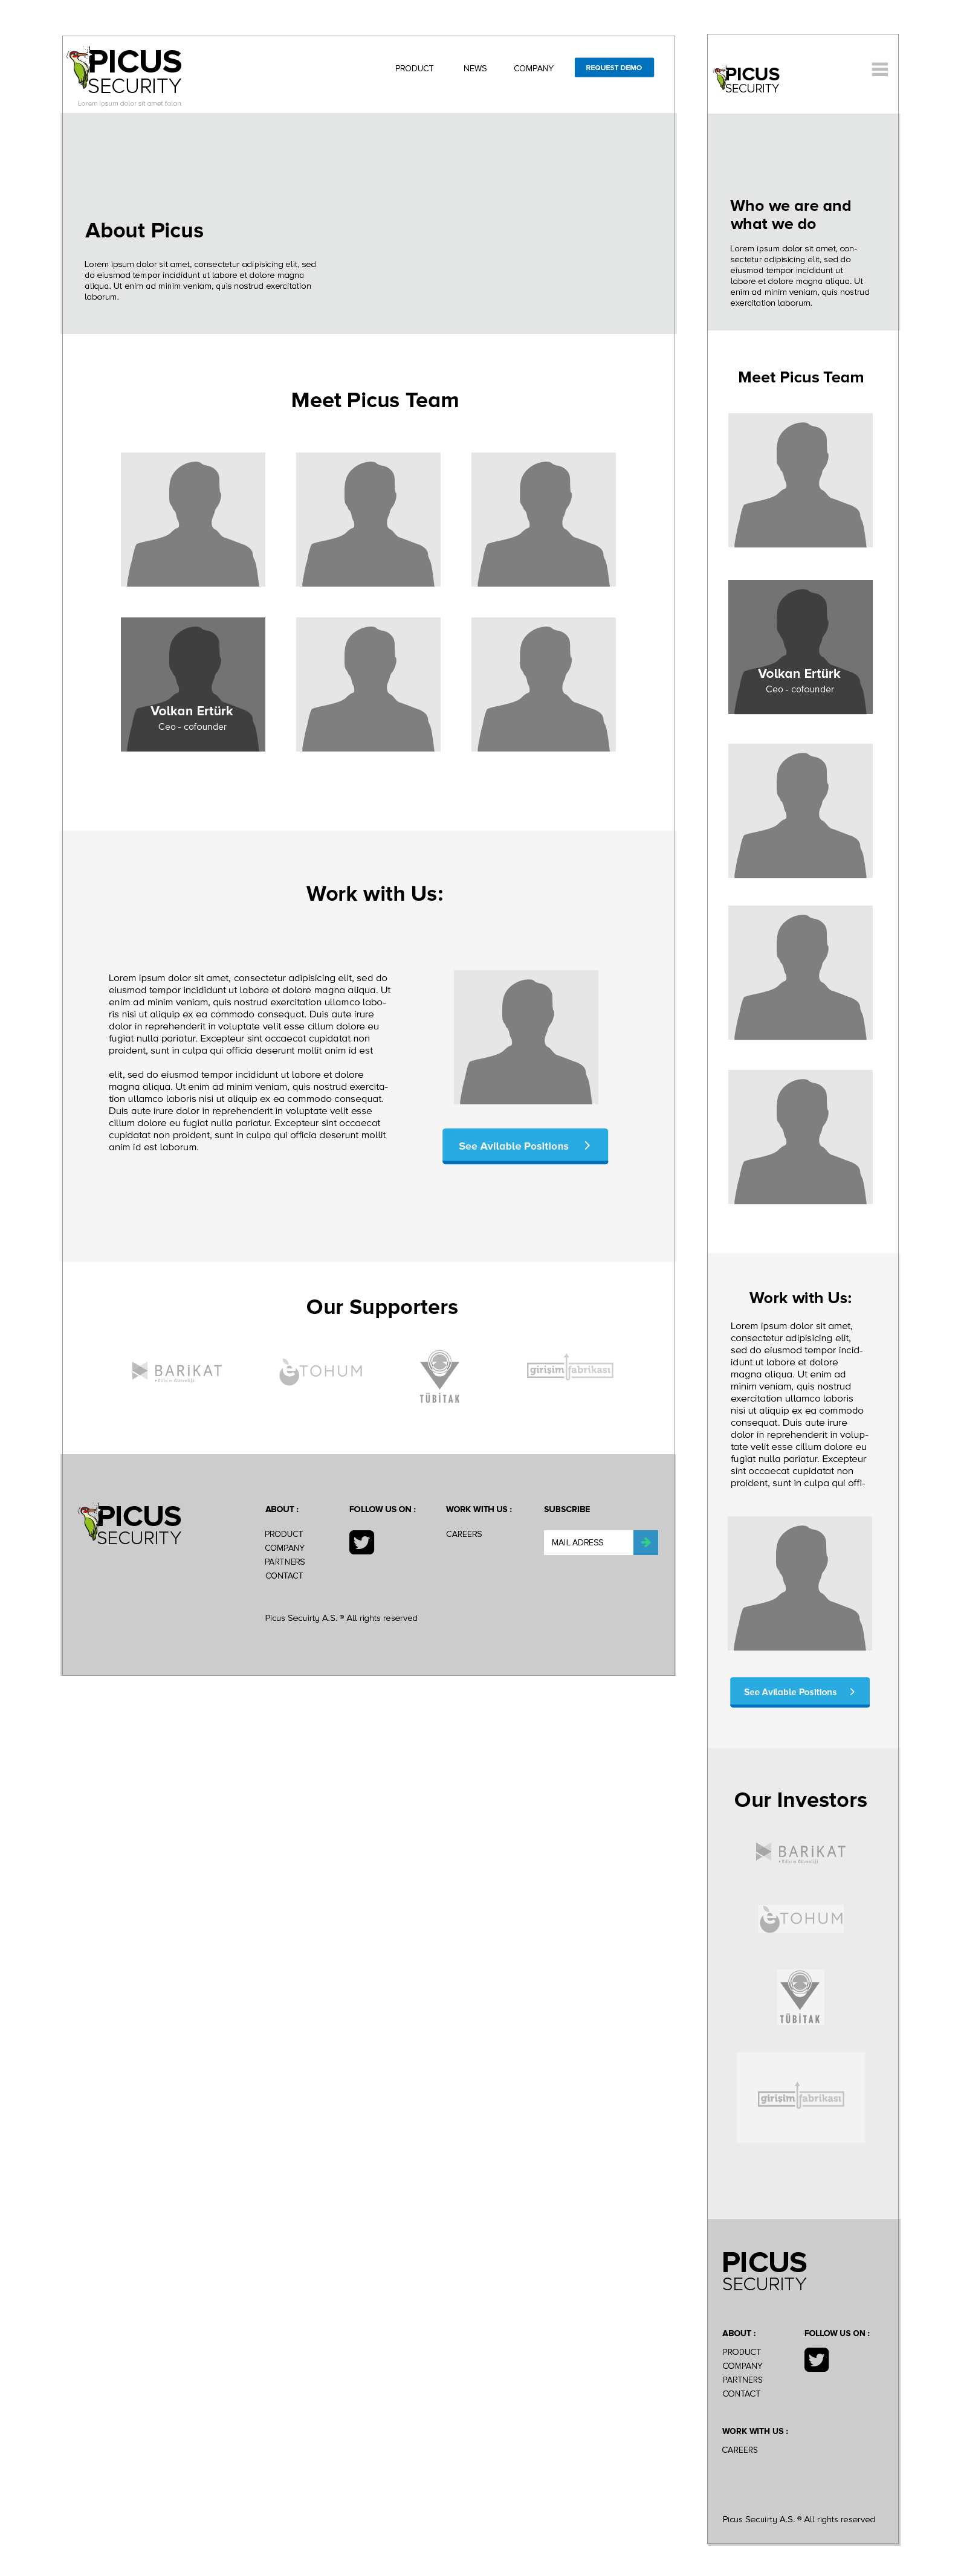 PICUS
SECURITY
Lorem ipsum dolor sit amet folan
PRODUCT
NEWS
COMPANY
REQUEST DEMO
About Picus
Lorem ipsum dolor sit amet, consectetur adipisicing elit, sed
do eiusmod tempor incididunt ut labore et dolore magna
aliqua. Ut enim ad minim veniam, quis nostrud exercitation
laborum.
Meet Picus Team
Volkan Ertürk
Ceo - cofounder
Work with Us:
Lorem ipsum dolor sit amet, consectetur adipisicing elit, sed do
eiusmod tempor incididunt ut labore et dolore magna aliqua. Ut
enim ad minim veniam, quis nostrud exercitation ullamco labo-
ris nisi ut aliquip ex ea commodo consequat. Duis aute irure
dolor in reprehenderit in voluptate velit esse cillum dolore eu
fugiat nulla pariatur. Excepteur sint occaecat cupidatat non
proident, sunt in culpa qui officia deserunt mollit anim id est
elit, sed do eiusmod tempor incididunt ut labore et dolore
magna aliqua. Ut enim ad minim veniam, quis nostrud exercita-
tion ullamco laboris nisi ut aliquip ex ea commodo consequat.
Duis aute irure dolor in reprehenderit in voluptate velit esse
cillum dolore eu fugiat nulla pariatur. Excepteur sint occaecat
cupidatat non proident, sunt in culpa qui officia deserunt mollit
anim id est laborum.
See Avilable Positions
Our Supporters
BARiKAT
eTOHUM
TÜBİTAK
girişim fabrikası
PICUS
SECURITY
ABOUT :
PRODUCT
COMPANY
PARTNERS
CONTACT
FOLLOW US ON :
WORK WITH US :
CAREERS
SUBSCRIBE
MAIL ADRESS
Picus Secuirty A.S. ® All rights reserved
PICUS
SECURITY
Who we are and
what we do
Lorem ipsum dolor sit amet, con-
sectetur adipisicing elit, sed do
eiusmod tempor incididunt ut
labore et dolore magna aliqua. Ut
enim ad minim veniam, quis nostrud
exercitation laborum.
Meet Picus Team
Volkan Ertürk
Ceo - cofounder
Work with Us:
Lorem ipsum dolor sit amet,
consectetur adipisicing elit,
sed do eiusmod tempor incid-
idunt ut labore et dolore
magna aliqua. Ut enim ad
minim veniam, quis nostrud
exercitation ullamco laboris
nisi ut aliquip ex ea commodo
consequat. Duis aute irure
dolor in reprehenderit in volup-
tate velit esse cillum dolore eu
fugiat nulla pariatur. Excepteur
sint occaecat cupidatat non
proident, sunt in culpa qui offi-
See Avilable Positions
Our Investors
BARiKAT
eTOHUM
TÜBİTAK
girişim fabrikası
PICUS
SECURITY
ABOUT :
PRODUCT
COMPANY
PARTNERS
CONTACT
FOLLOW US ON :
WORK WITH US :
CAREERS
Picus Secuirty A.S. ® All rights reserved